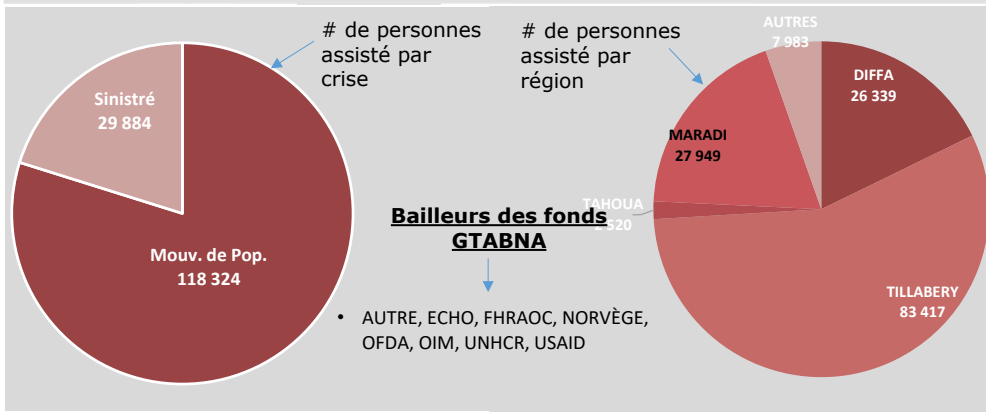 # de personnes
assisté par
crise
Sinistré
29 884
Mouv. de Pop.
118 324
# de personnes
assisté par
région
AUTRES
7 983
DIFFA
26 339
MARADI
27 949
TAHOUA
2 520
TILLABERY
83 417
Bailleurs des fonds
GTABNA
• AUTRE, ECHO, FHRAOC, NORVÈGE,
OFDA, OIM, UNHCR, USAID